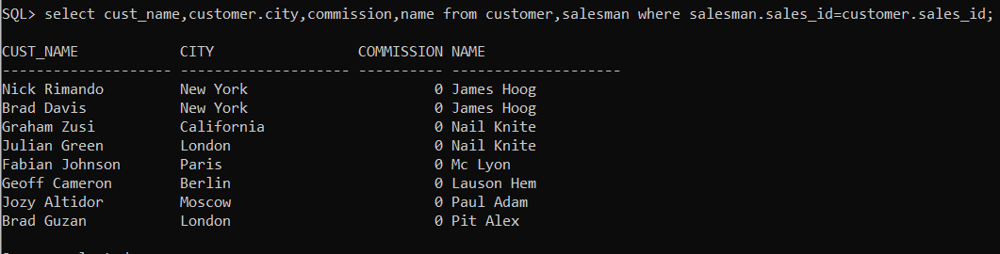 SQL> select cust_name,customer.city,commission,name from customer,salesman where salesman.sales_id=customer.sales_id;
CUST_NAME CITY COMMISSION NAME
-------------------- -------------------- ---------- --------------------
Nick Rimando New York 0 James Hoog
Brad Davis New York 0 James Hoog
Graham Zusi California 0 Nail Knite
Julian Green London 0 Nail Knite
Fabian Johnson Paris 0 Mc Lyon
Geoff Cameron Berlin 0 Lauson Hem
Jozy Altidor Moscow 0 Paul Adam
Brad Guzan London 0 Pit Alex